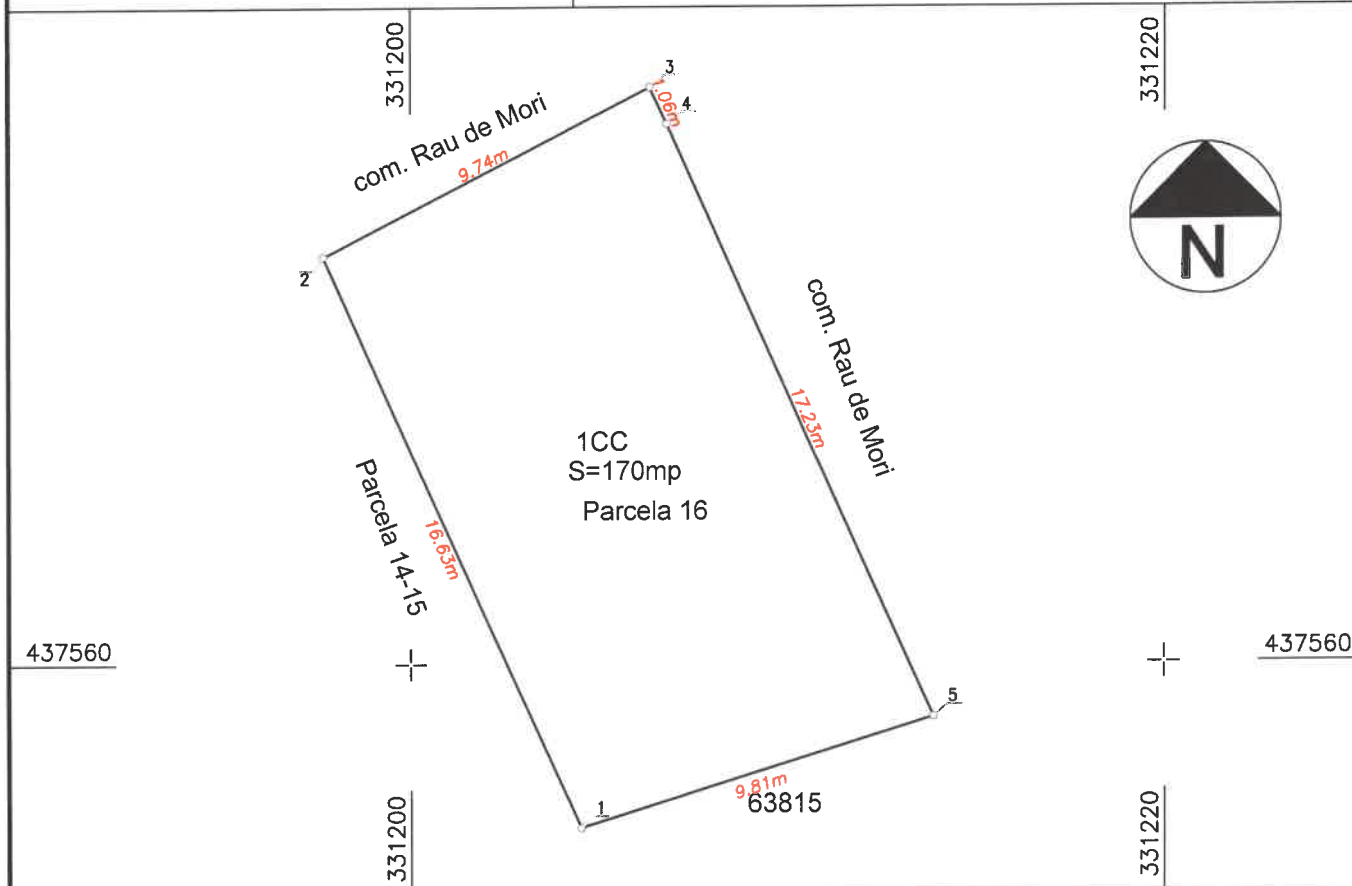 331200
331220
3
1.06m
4
com. Rau de Mori
9.74m
N
2
com. Rau de Mori
17.23m
1CC
S=170mp
Parcela 16
Parcela 14-15
16.63m
437560
437560
5
9.81m
63815
1
331200
331220